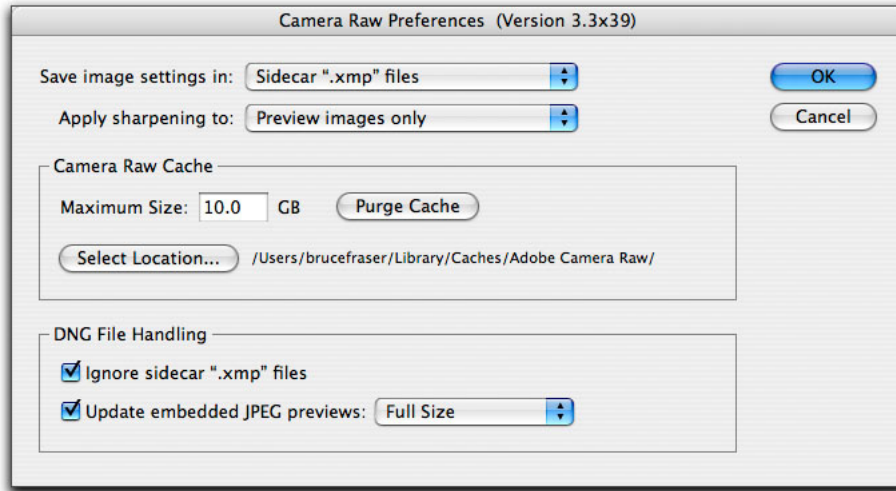 Camera Raw Preferences (Version 3.3x39)
Save image settings in: Sidecar “.xmp” files
OK
Apply sharpening to: Preview images only
Cancel
Camera Raw Cache
Maximum Size: 10.0 GB Purge Cache
Select Location... /Users/brucefraser/Library/Caches/Adobe Camera Raw/
DNG File Handling
Ignore sidecar “.xmp” files
Update embedded JPEG previews: Full Size